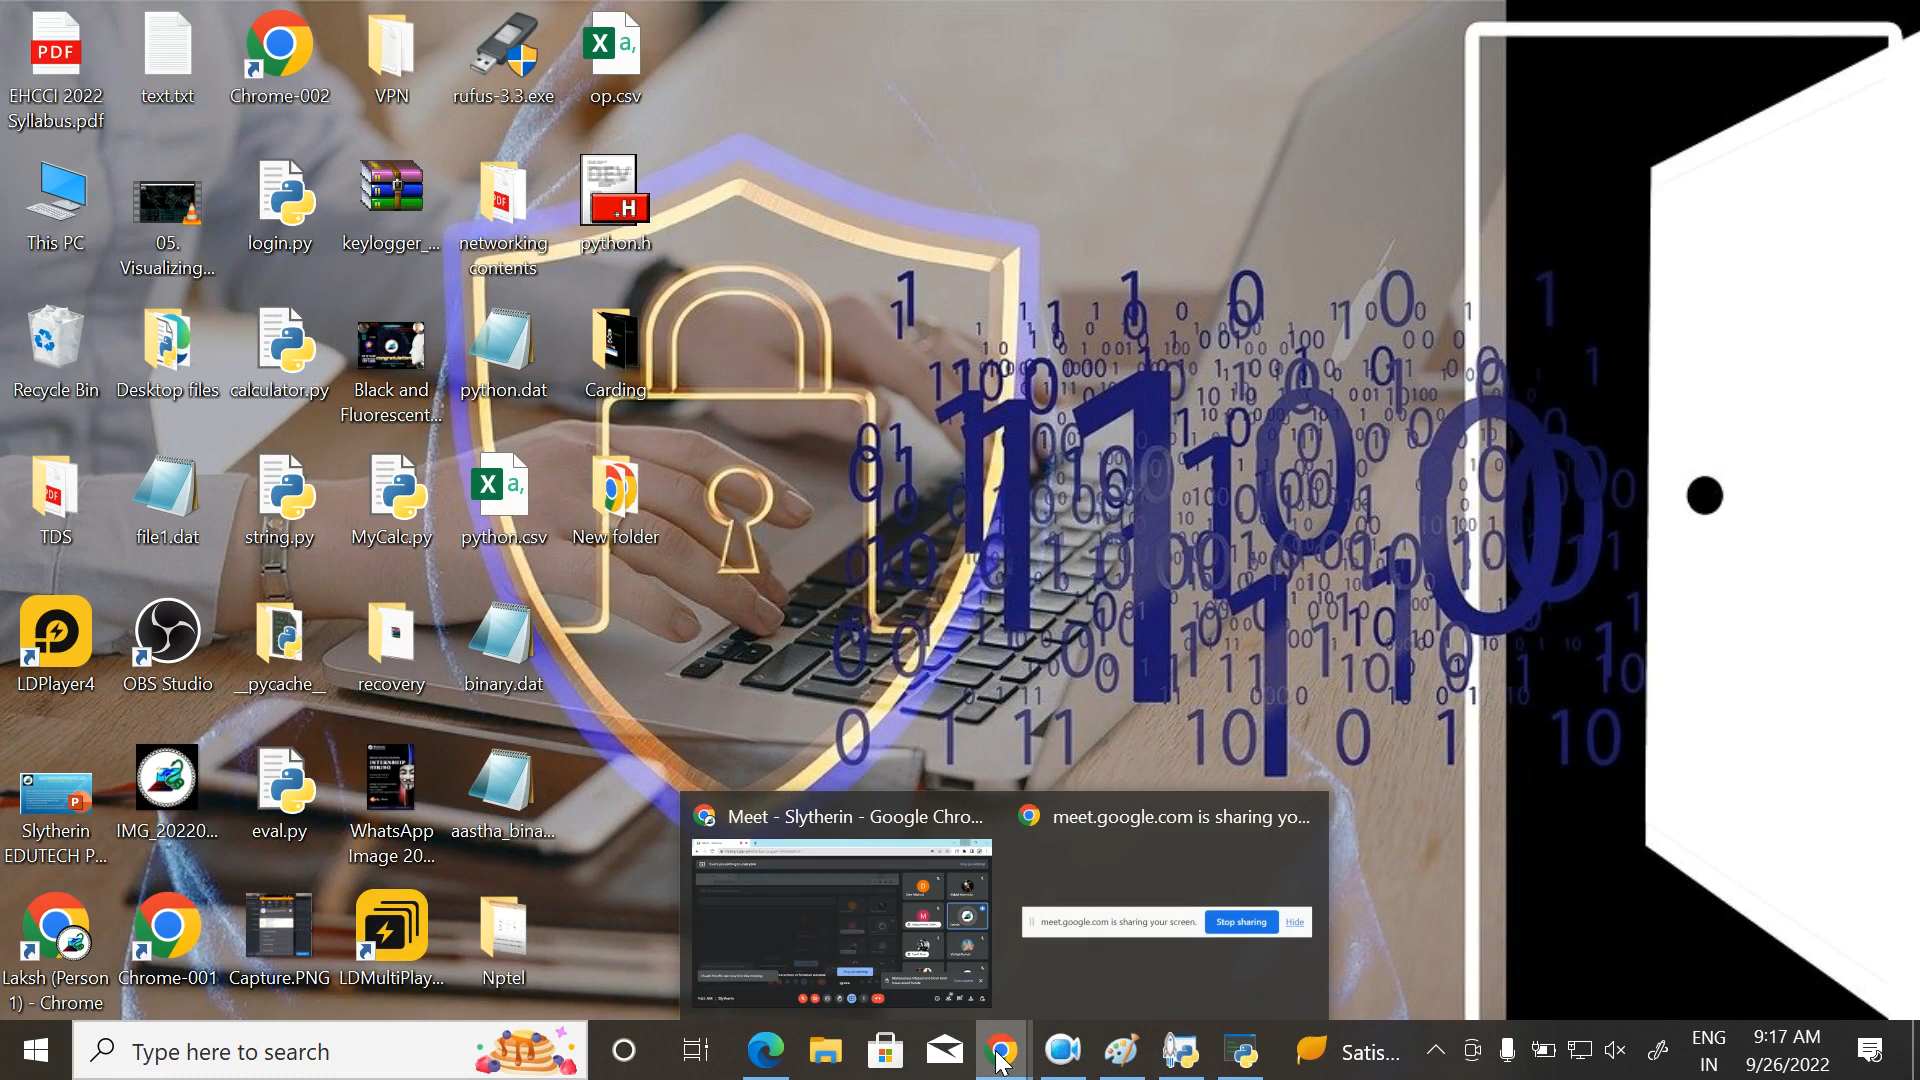 EHCCI 2022
Syllabus.pdf
text.txt
Chrome-002
VPN
rufus-3.3.exe
op.csv
This PC
05.
Visualizing...
login.py
keylogger_...
networking
contents
python.h
Recycle Bin
Desktop files
calculator.py
Black and
Fluorescent...
python.dat
Carding
TDS
file1.dat
string.py
MyCalc.py
python.csv
New folder
LDPlayer4
OBS Studio
__pycache__
recovery
binary.dat
Slytherin
EDUTECH P...
IMG_20220...
eval.py
WhatsApp
Image 20...
aastha_bina...
Laksh (Person
1) - Chrome
Chrome-001
Capture.PNG
LDMultiPlay...
Nptel
Meet - Slytherin - Google Chro...
meet.google.com is sharing yo...
meet.google.com is sharing your screen.
Stop sharing
Hide
Type here to search
Satis...
ENG
IN
9:17 AM
9/26/2022